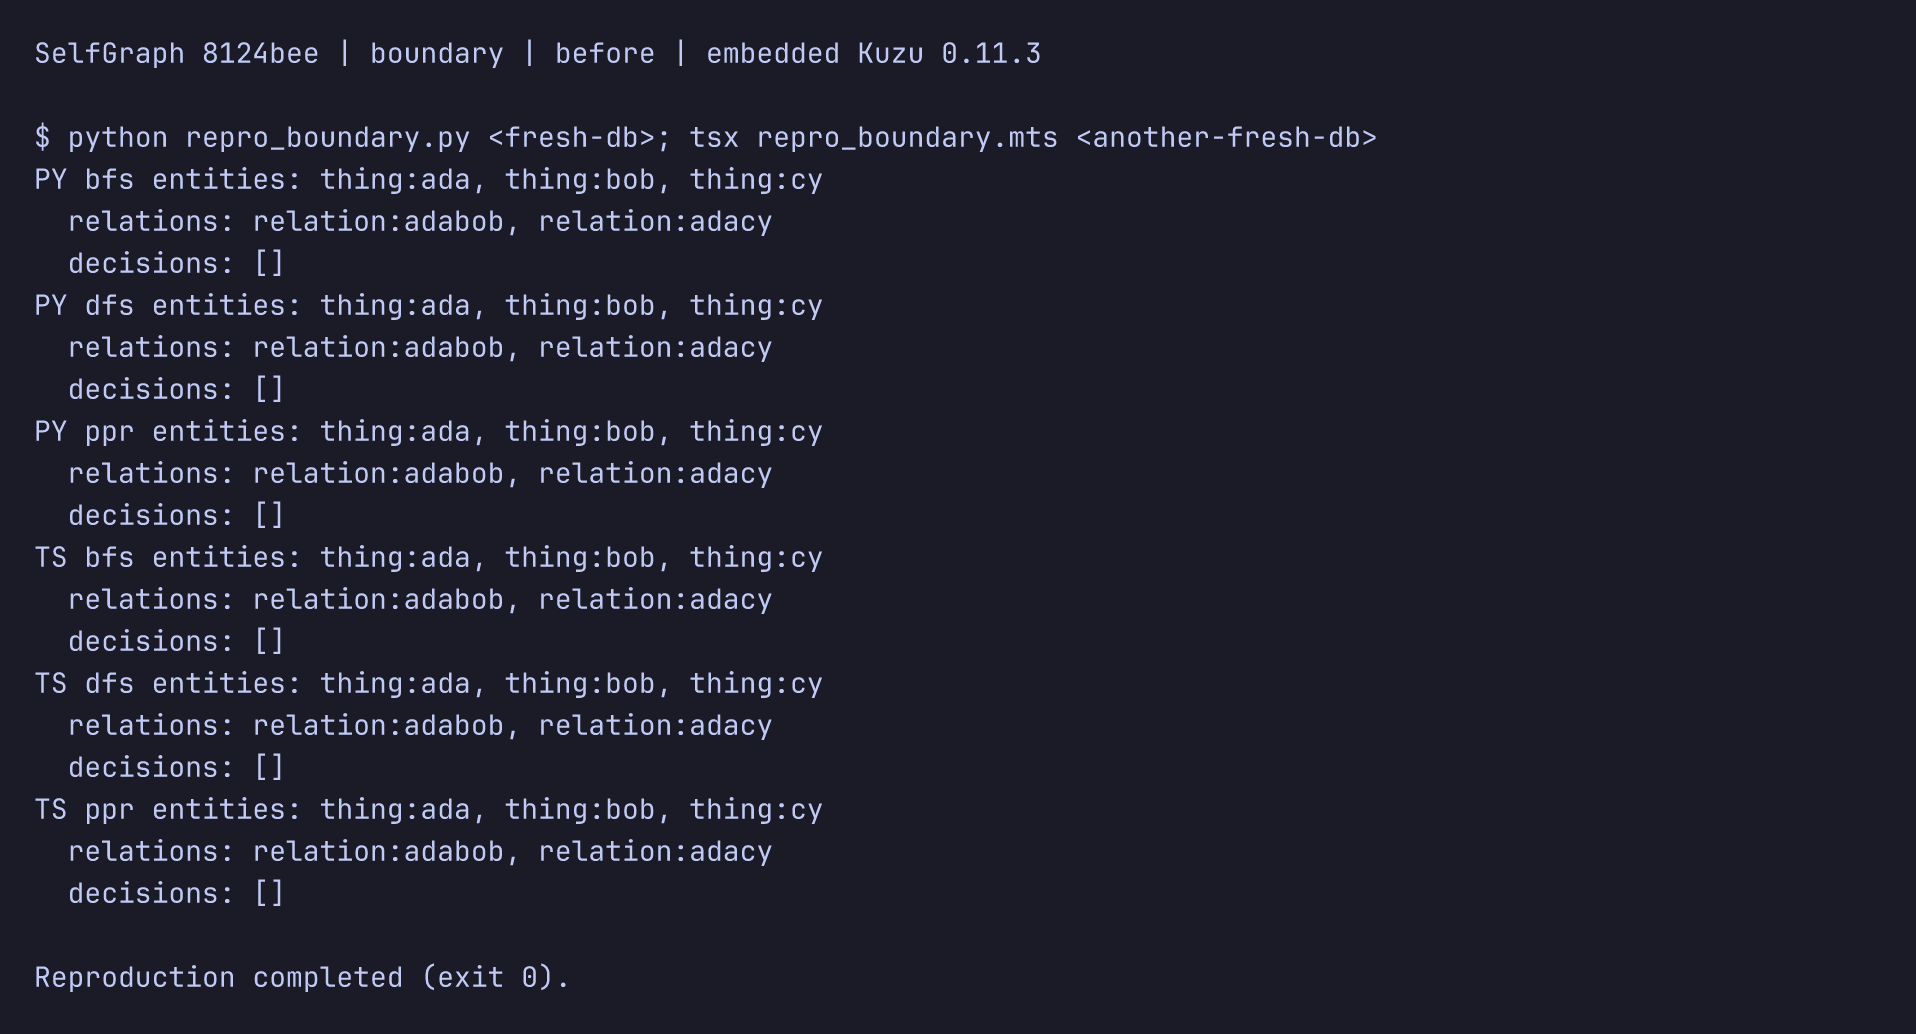 SelfGraph 8124bee | boundary | before | embedded Kuzu 0.11.3
$ python repro_boundary.py <fresh-db>; tsx repro_boundary.mts <another-fresh-db>
PY bfs entities: thing:ada, thing:bob, thing:cy
  relations: relation:adabob, relation:adacy
  decisions: []
PY dfs entities: thing:ada, thing:bob, thing:cy
  relations: relation:adabob, relation:adacy
  decisions: []
PY ppr entities: thing:ada, thing:bob, thing:cy
  relations: relation:adabob, relation:adacy
  decisions: []
TS bfs entities: thing:ada, thing:bob, thing:cy
  relations: relation:adabob, relation:adacy
  decisions: []
TS dfs entities: thing:ada, thing:bob, thing:cy
  relations: relation:adabob, relation:adacy
  decisions: []
TS ppr entities: thing:ada, thing:bob, thing:cy
  relations: relation:adabob, relation:adacy
  decisions: []
Reproduction completed (exit 0).